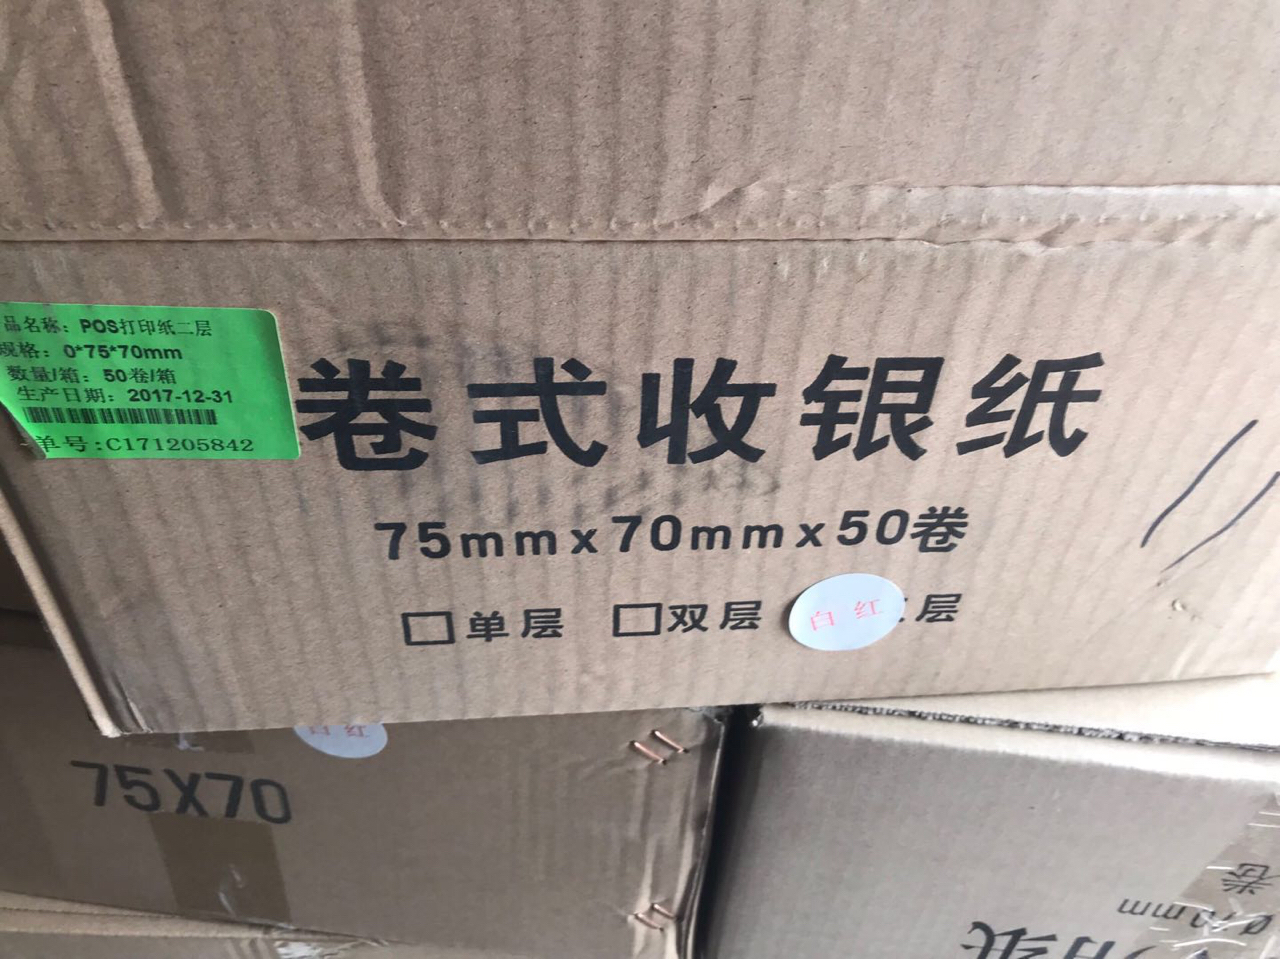 品名称：POS打印纸二层
规格：0*75*70mm
数量/箱：50卷/箱
生产日期：2017-12-31
单号:C171205842
卷式收银纸
75mmx70mmx50卷
单层 双层 层
白 红
白 红
75X70
卷
纸